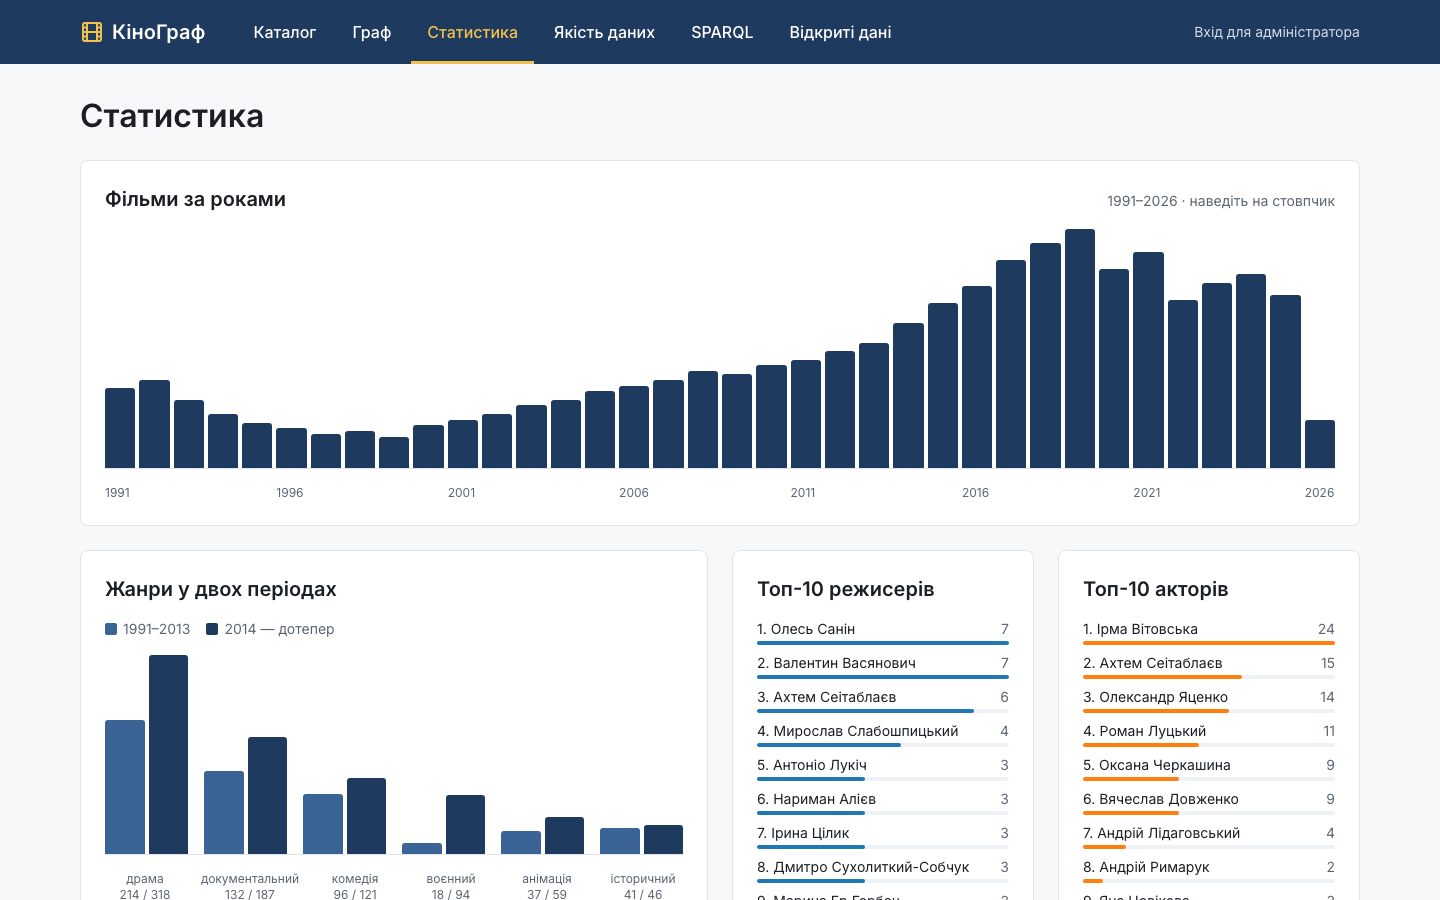 КіноГраф
Каталог
Граф
Статистика
Якість даних
SPARQL
Відкриті дані
Вхід для адміністратора
Статистика
Фільми за роками
1991–2026 · наведіть на стовпчик
1991 1996 2001 2006 2011 2016 2021 2026
Жанри у двох періодах
1991–2013
2014 — дотепер
драма
214 / 318
документальний
132 / 187
комедія
96 / 121
воєнний
18 / 94
анімація
37 / 59
історичний
41 / 46
Топ-10 режисерів
1. Олесь Санін 7
2. Валентин Васянович 7
3. Ахтем Сеітаблаєв 6
4. Мирослав Слабошпицький 4
5. Антоніо Лукіч 3
6. Нариман Алієв 3
7. Ірина Цілик 3
8. Дмитро Сухолиткий-Собчук 3
Топ-10 акторів
1. Ірма Вітовська 24
2. Ахтем Сеітаблаєв 15
3. Олександр Яценко 14
4. Роман Луцький 11
5. Оксана Черкашина 9
6. Вячеслав Довженко 9
7. Андрій Лідаговський 4
8. Андрій Римарук 2